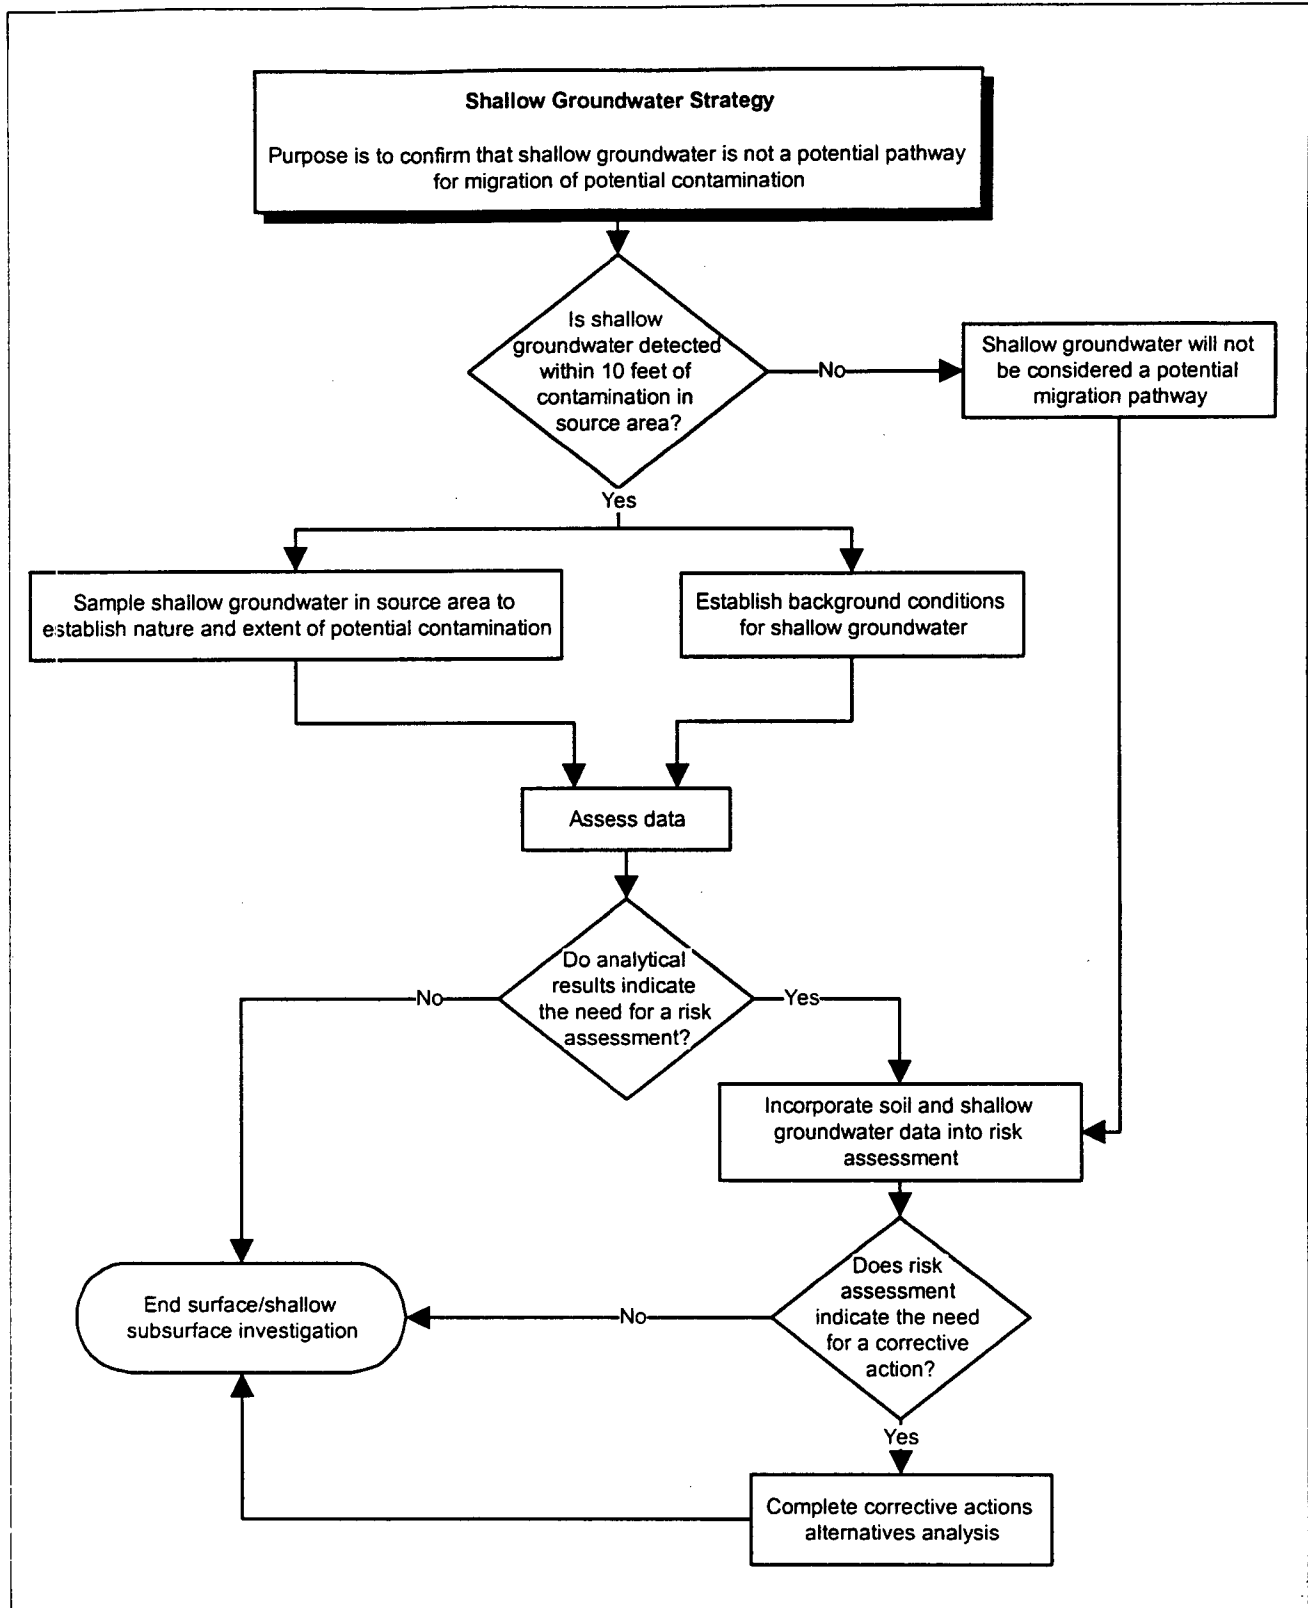 Shallow Groundwater Strategy
Purpose is to confirm that shallow groundwater is not a potential pathway
for migration of potential contamination
Is shallow
groundwater detected
within 10 feet of
contamination in
source area?
No
Shallow groundwater will not
be considered a potential
migration pathway
Yes
Sample shallow groundwater in source area to
establish nature and extent of potential contamination
Establish background conditions
for shallow groundwater
Assess data
Do analytical
results indicate
the need for a risk
assessment?
No
Yes
Incorporate soil and shallow
groundwater data into risk
assessment
Does risk
assessment
indicate the need
for a corrective
action?
No
End surface/shallow
subsurface investigation
Yes
Complete corrective actions
alternatives analysis